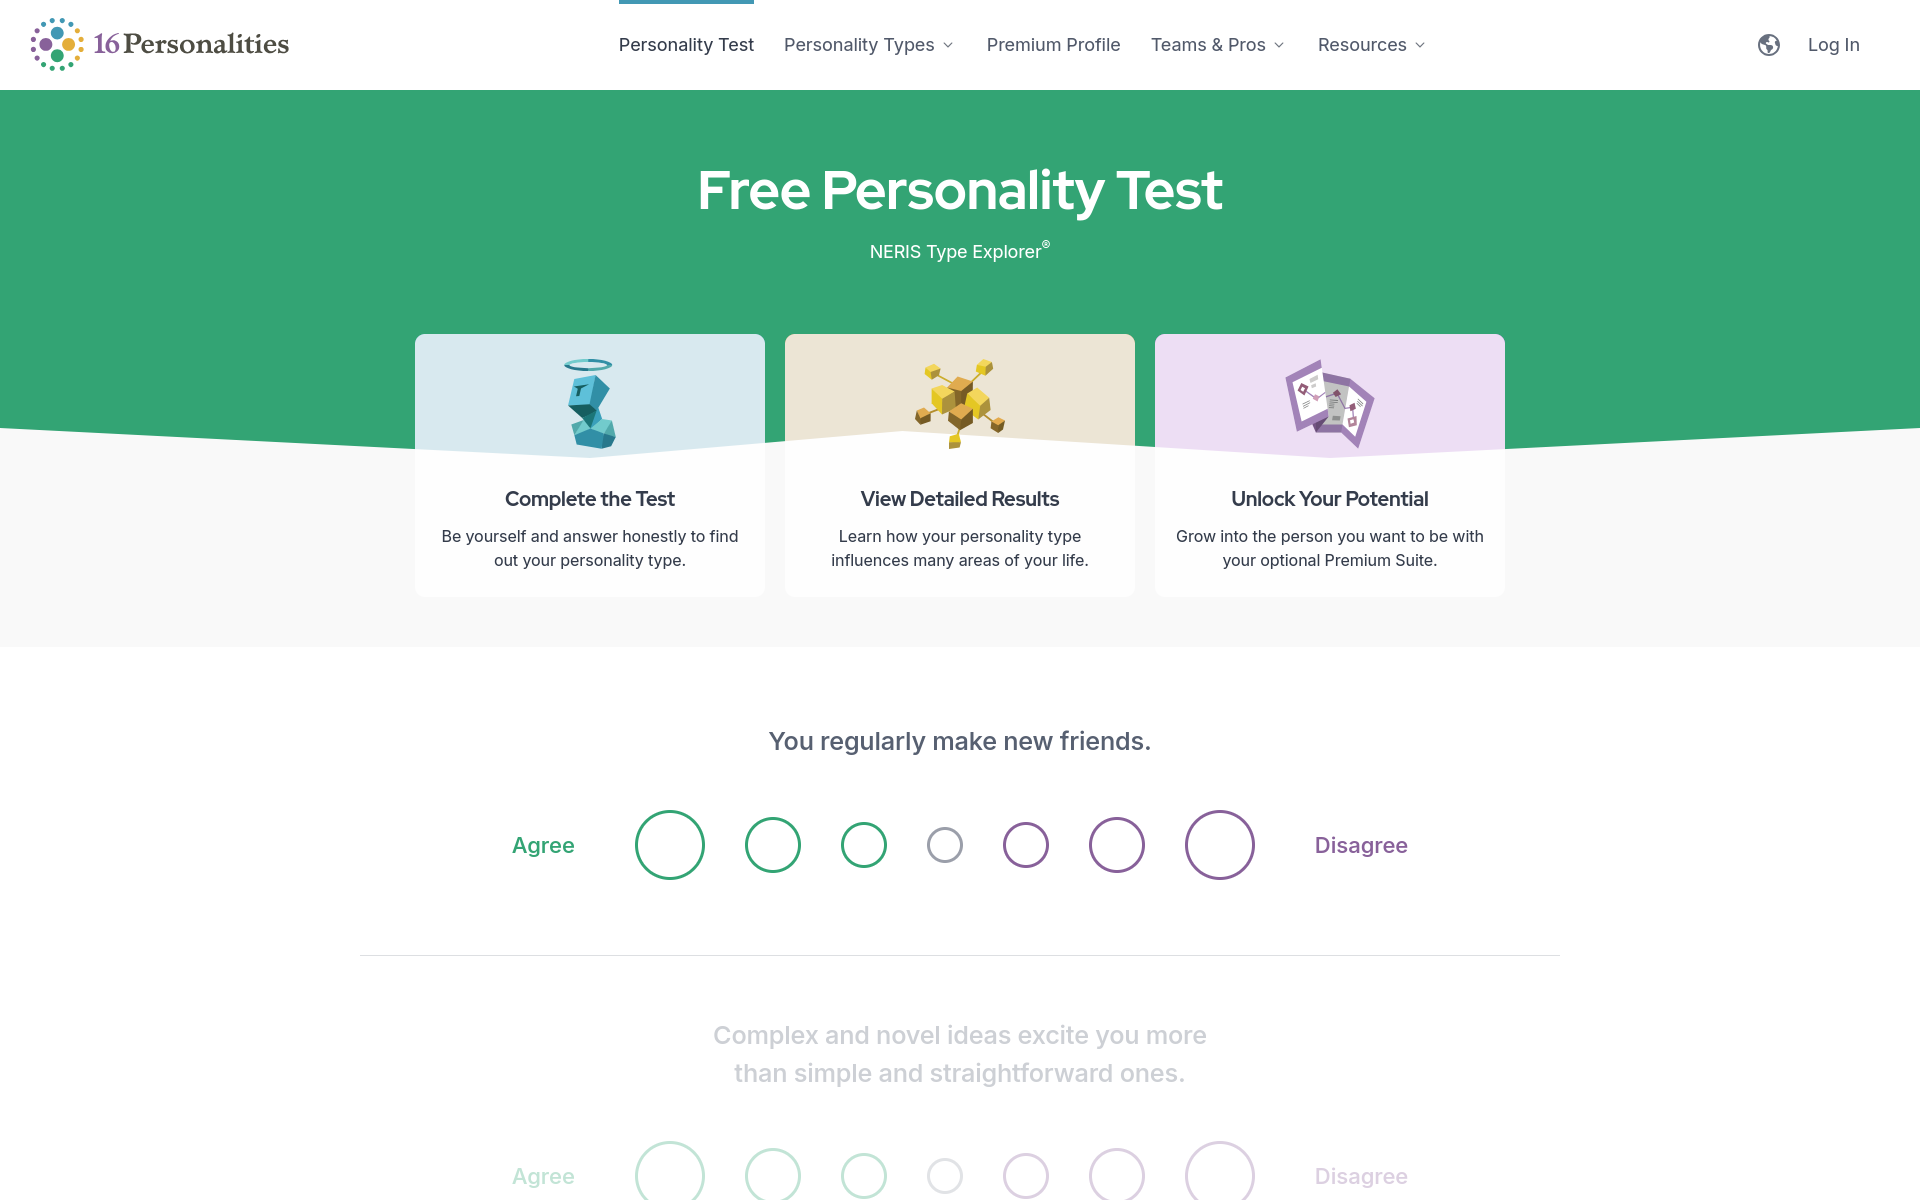 16Personalities
Personality Test
Personality Types
Premium Profile
Teams & Pros
Resources
Log In
Free Personality Test
NERIS Type Explorer®
Complete the Test
Be yourself and answer honestly to find
out your personality type.
View Detailed Results
Learn how your personality type
influences many areas of your life.
Unlock Your Potential
Grow into the person you want to be with
your optional Premium Suite.
You regularly make new friends.
Agree
Disagree
Complex and novel ideas excite you more
than simple and straightforward ones.
Agree
Disagree